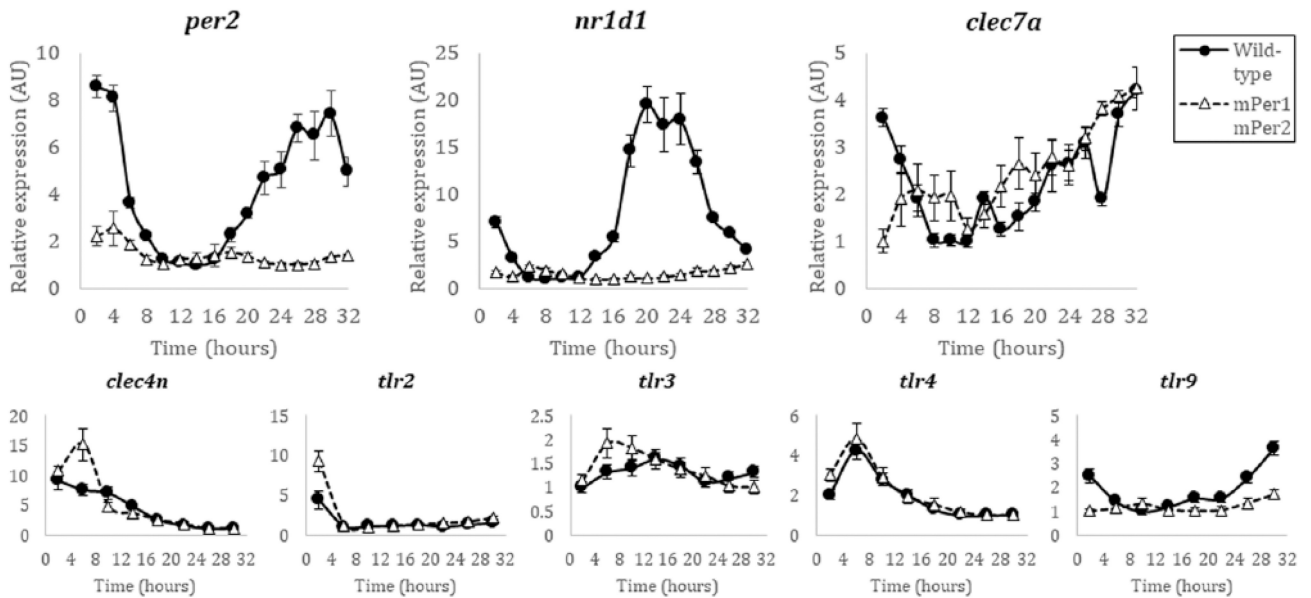 per2
nr1d1
clec7a
Relative expression (AU)
10
8
6
4
2
0
0 4 8 12 16 20 24 28 32
Time (hours)
Relative expression (AU)
25
20
15
10
5
0
0 4 8 12 16 20 24 28 32
Time (hours)
Relative expression (AU)
5
4
3
2
1
0
0 4 8 12 16 20 24 28 32
Time (hours)
Wild-
type
mPer1
mPer2
clec4n
20
15
10
5
0
0 4 8 12 16 20 24 28 32
Time (hours)
tlr2
15
10
5
0
0 4 8 12 16 20 24 28 32
Time (hours)
tlr3
2.5
2
1.5
1
0.5
0
0 4 8 12 16 20 24 28 32
Time (hours)
tlr4
6
4
2
0
0 4 8 12 16 20 24 28 32
Time (hours)
tlr9
5
4
3
2
1
0
0 4 8 12 16 20 24 28 32
Time (hours)